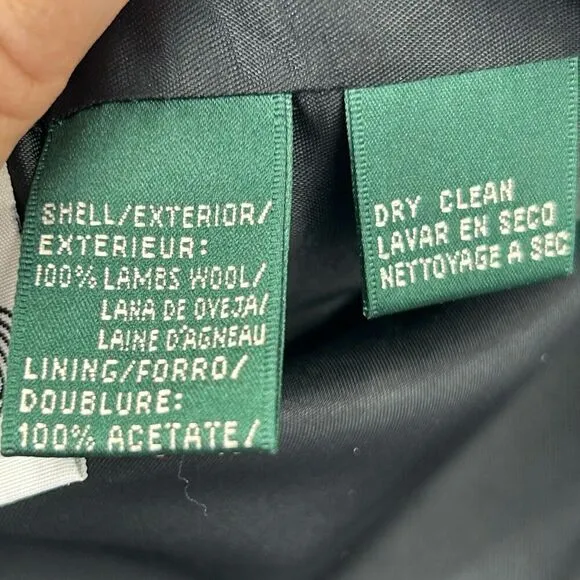 SHELL/EXTERIOR/
EXTERIEUR:
100% LAMBS WOOL/
LANA DE OVEJA/
LAINE D'AGNEAU
LINING/FORRO/
DOUBLURE:
100% ACETATE/
DRY CLEAN
LAVAR EN SECO
NETTOYAGE A SEC